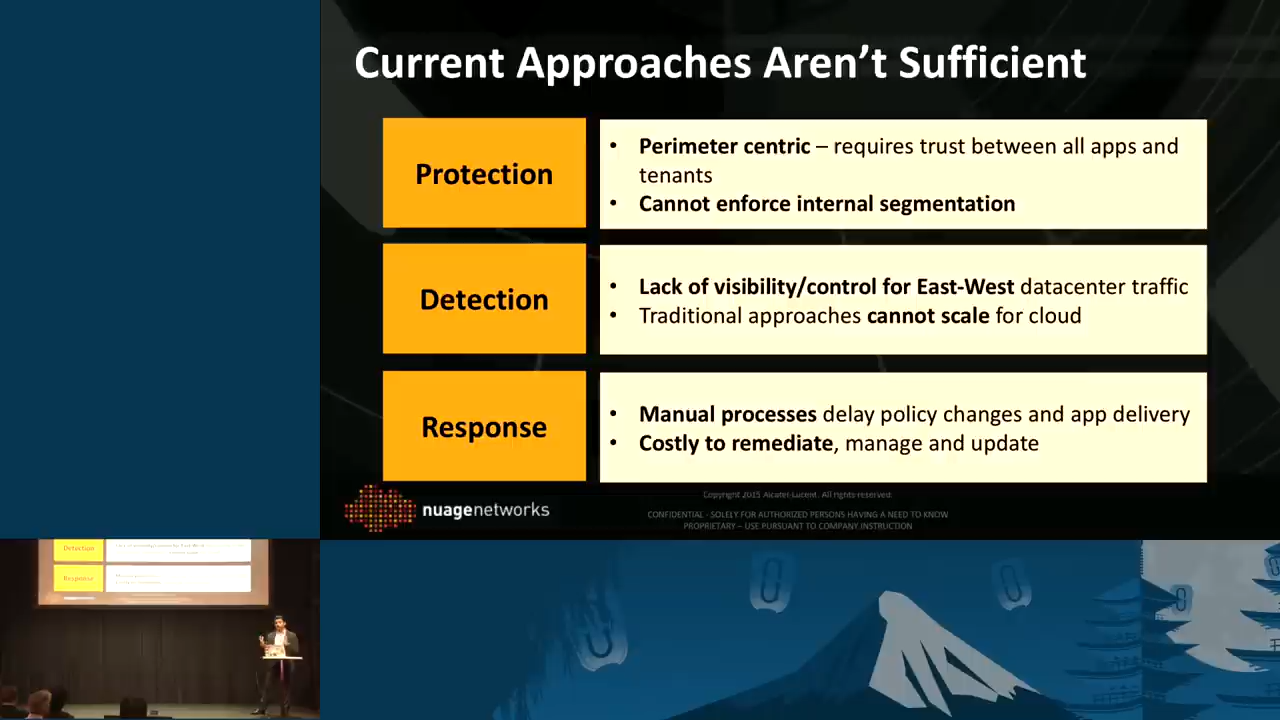 Current Approaches Aren't Sufficient
Protection
• Perimeter centric – requires trust between all apps and
tenants
• Cannot enforce internal segmentation
Detection
• Lack of visibility/control for East-West datacenter traffic
• Traditional approaches cannot scale for cloud
Response
• Manual processes delay policy changes and app delivery
• Costly to remediate, manage and update
nuagenetworks
Copyright 2015 Alcatel-Lucent. All rights reserved.
CONFIDENTIAL - SOLELY FOR AUTHORIZED PERSONS HAVING A NEED TO KNOW
PROPRIETARY – USE PURSUANT TO COMPANY INSTRUCTION
Detection
Response